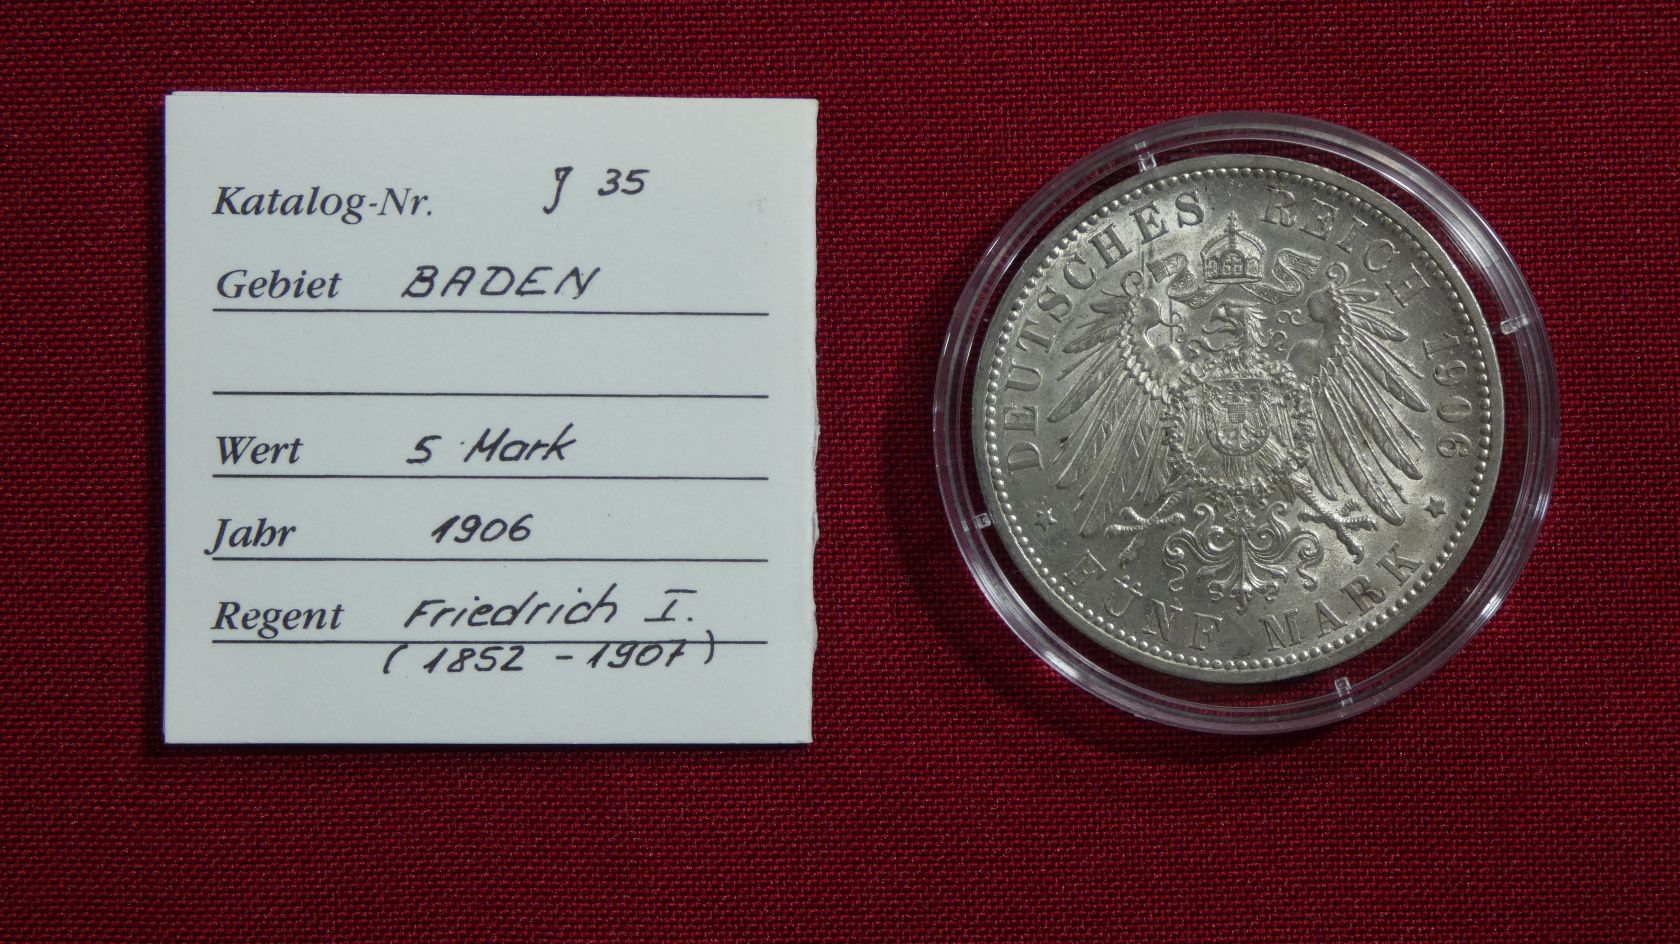 Katalog-Nr. J 35
Gebiet BADEN
Wert 5 Mark
Jahr 1906
Regent Friedrich I.
(1852 - 1907)
DEUTSCHES REICH 1906
FÜNF MARK